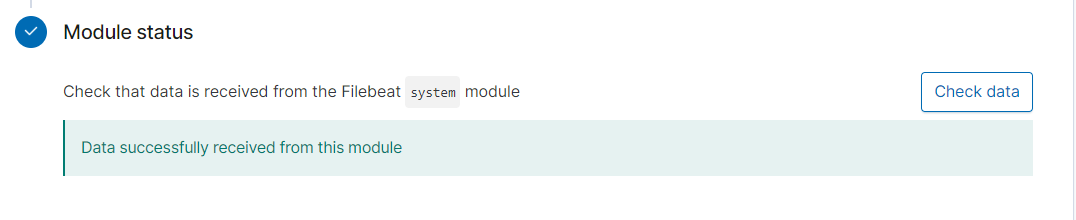 Module status
Check that data is received from the Filebeat system module
Check data
Data successfully received from this module